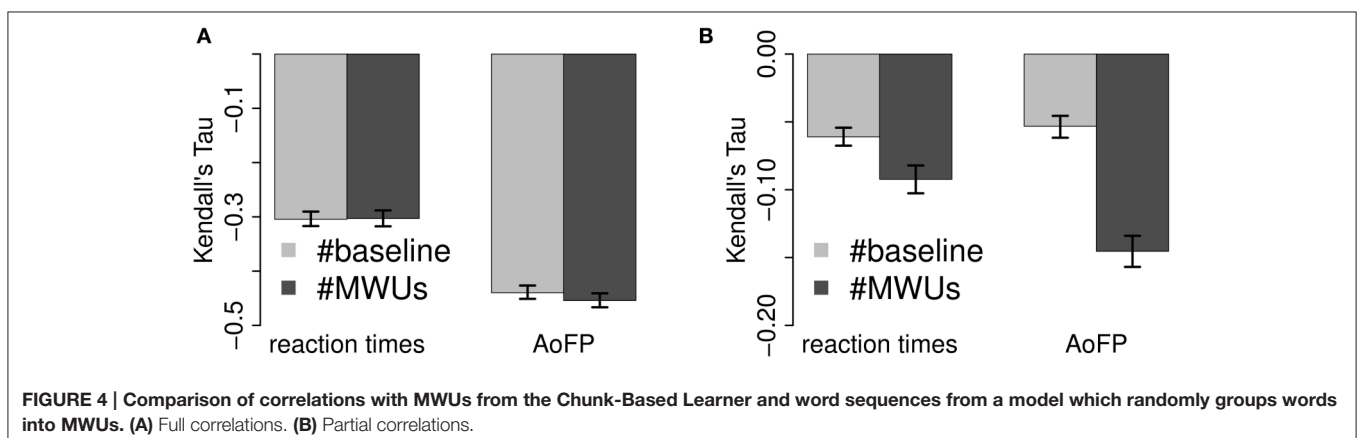 A
Kendall's Tau
−0.1
−0.3
−0.5
#baseline
#MWUs
reaction times AoFP
B
Kendall's Tau
0.00
−0.10
−0.20
#baseline
#MWUs
reaction times AoFP
FIGURE 4 | Comparison of correlations with MWUs from the Chunk-Based Learner and word sequences from a model which randomly groups words
into MWUs. (A) Full correlations. (B) Partial correlations.